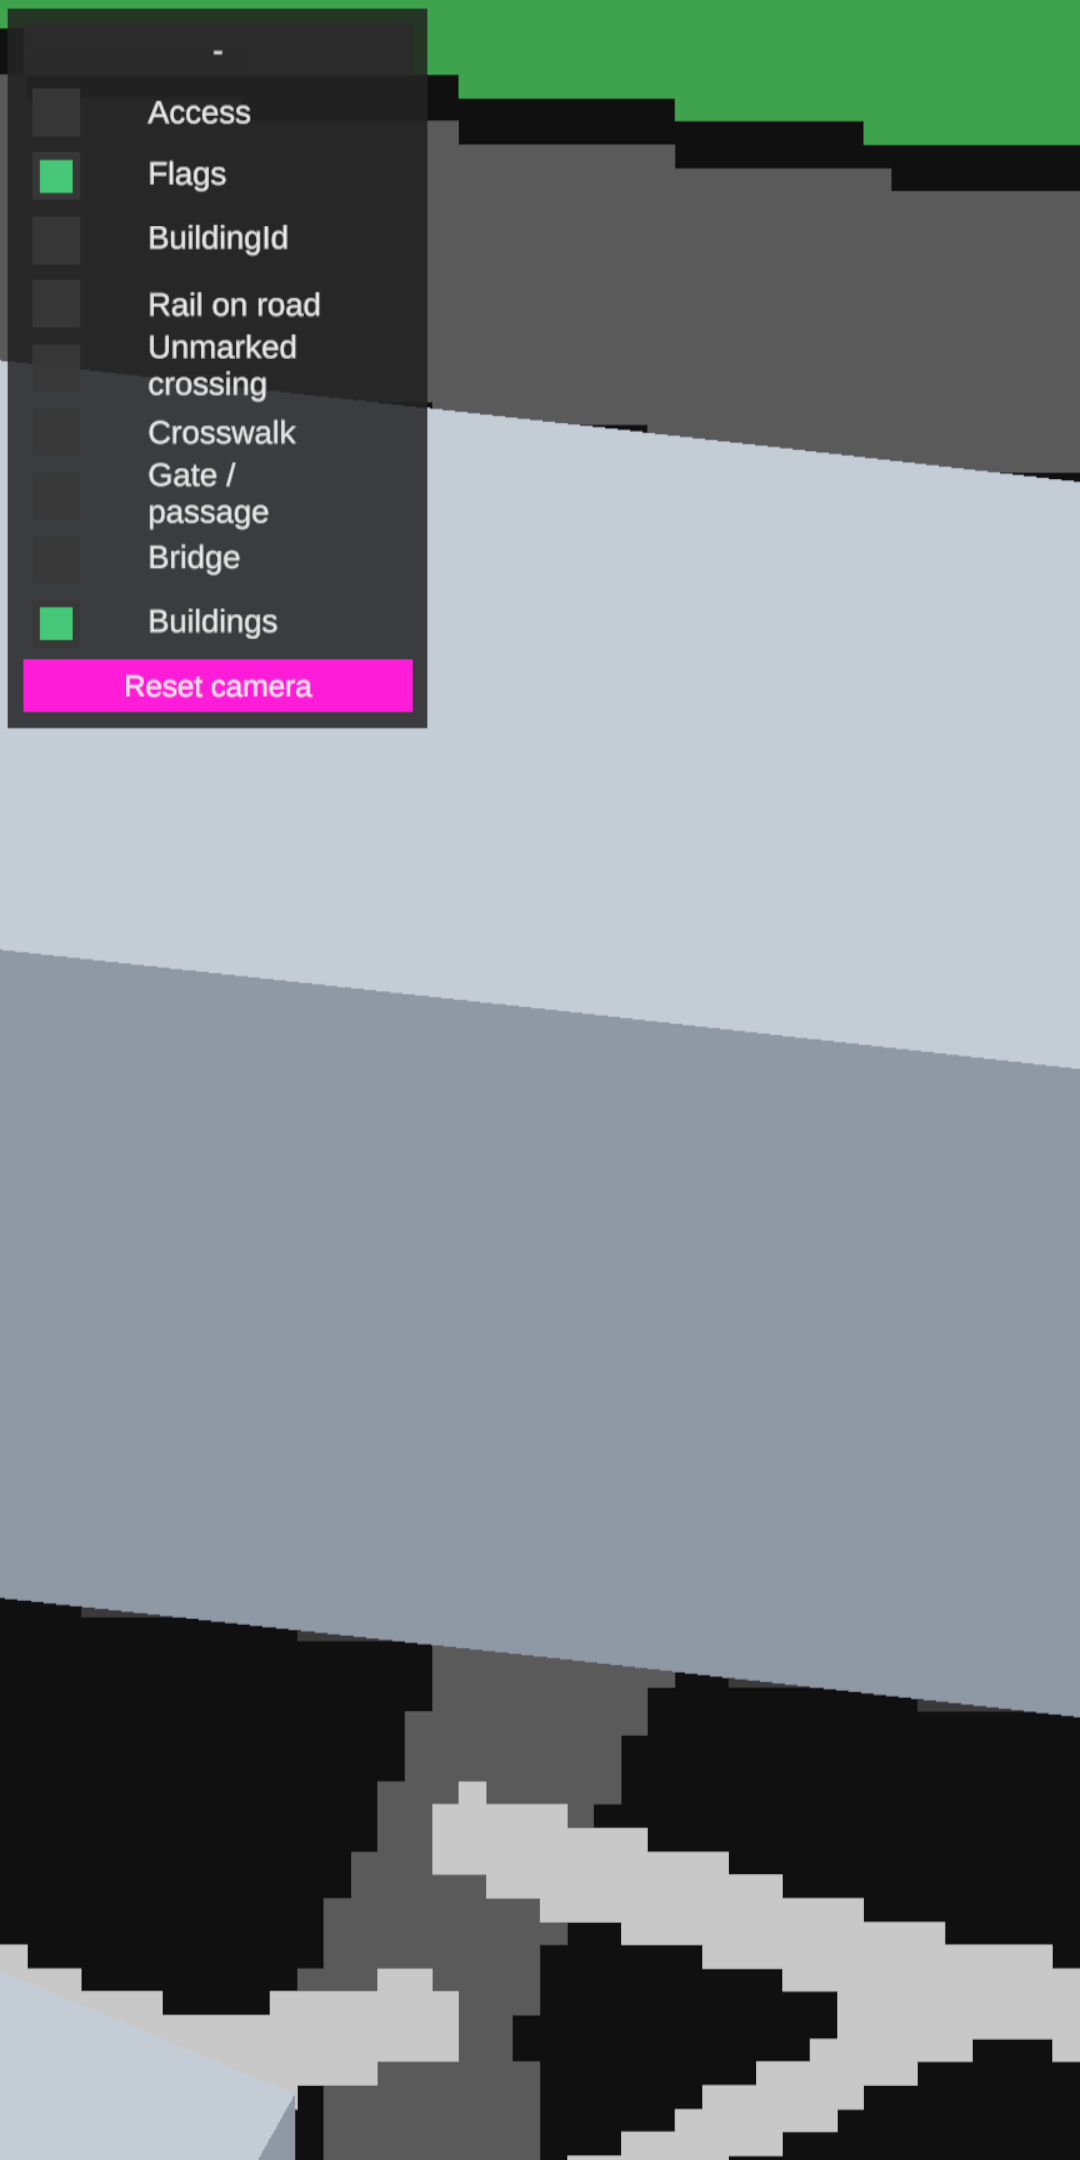 -
Access
Flags
BuildingId
Rail on road
Unmarked
crossing
Crosswalk
Gate /
passage
Bridge
Buildings
Reset camera